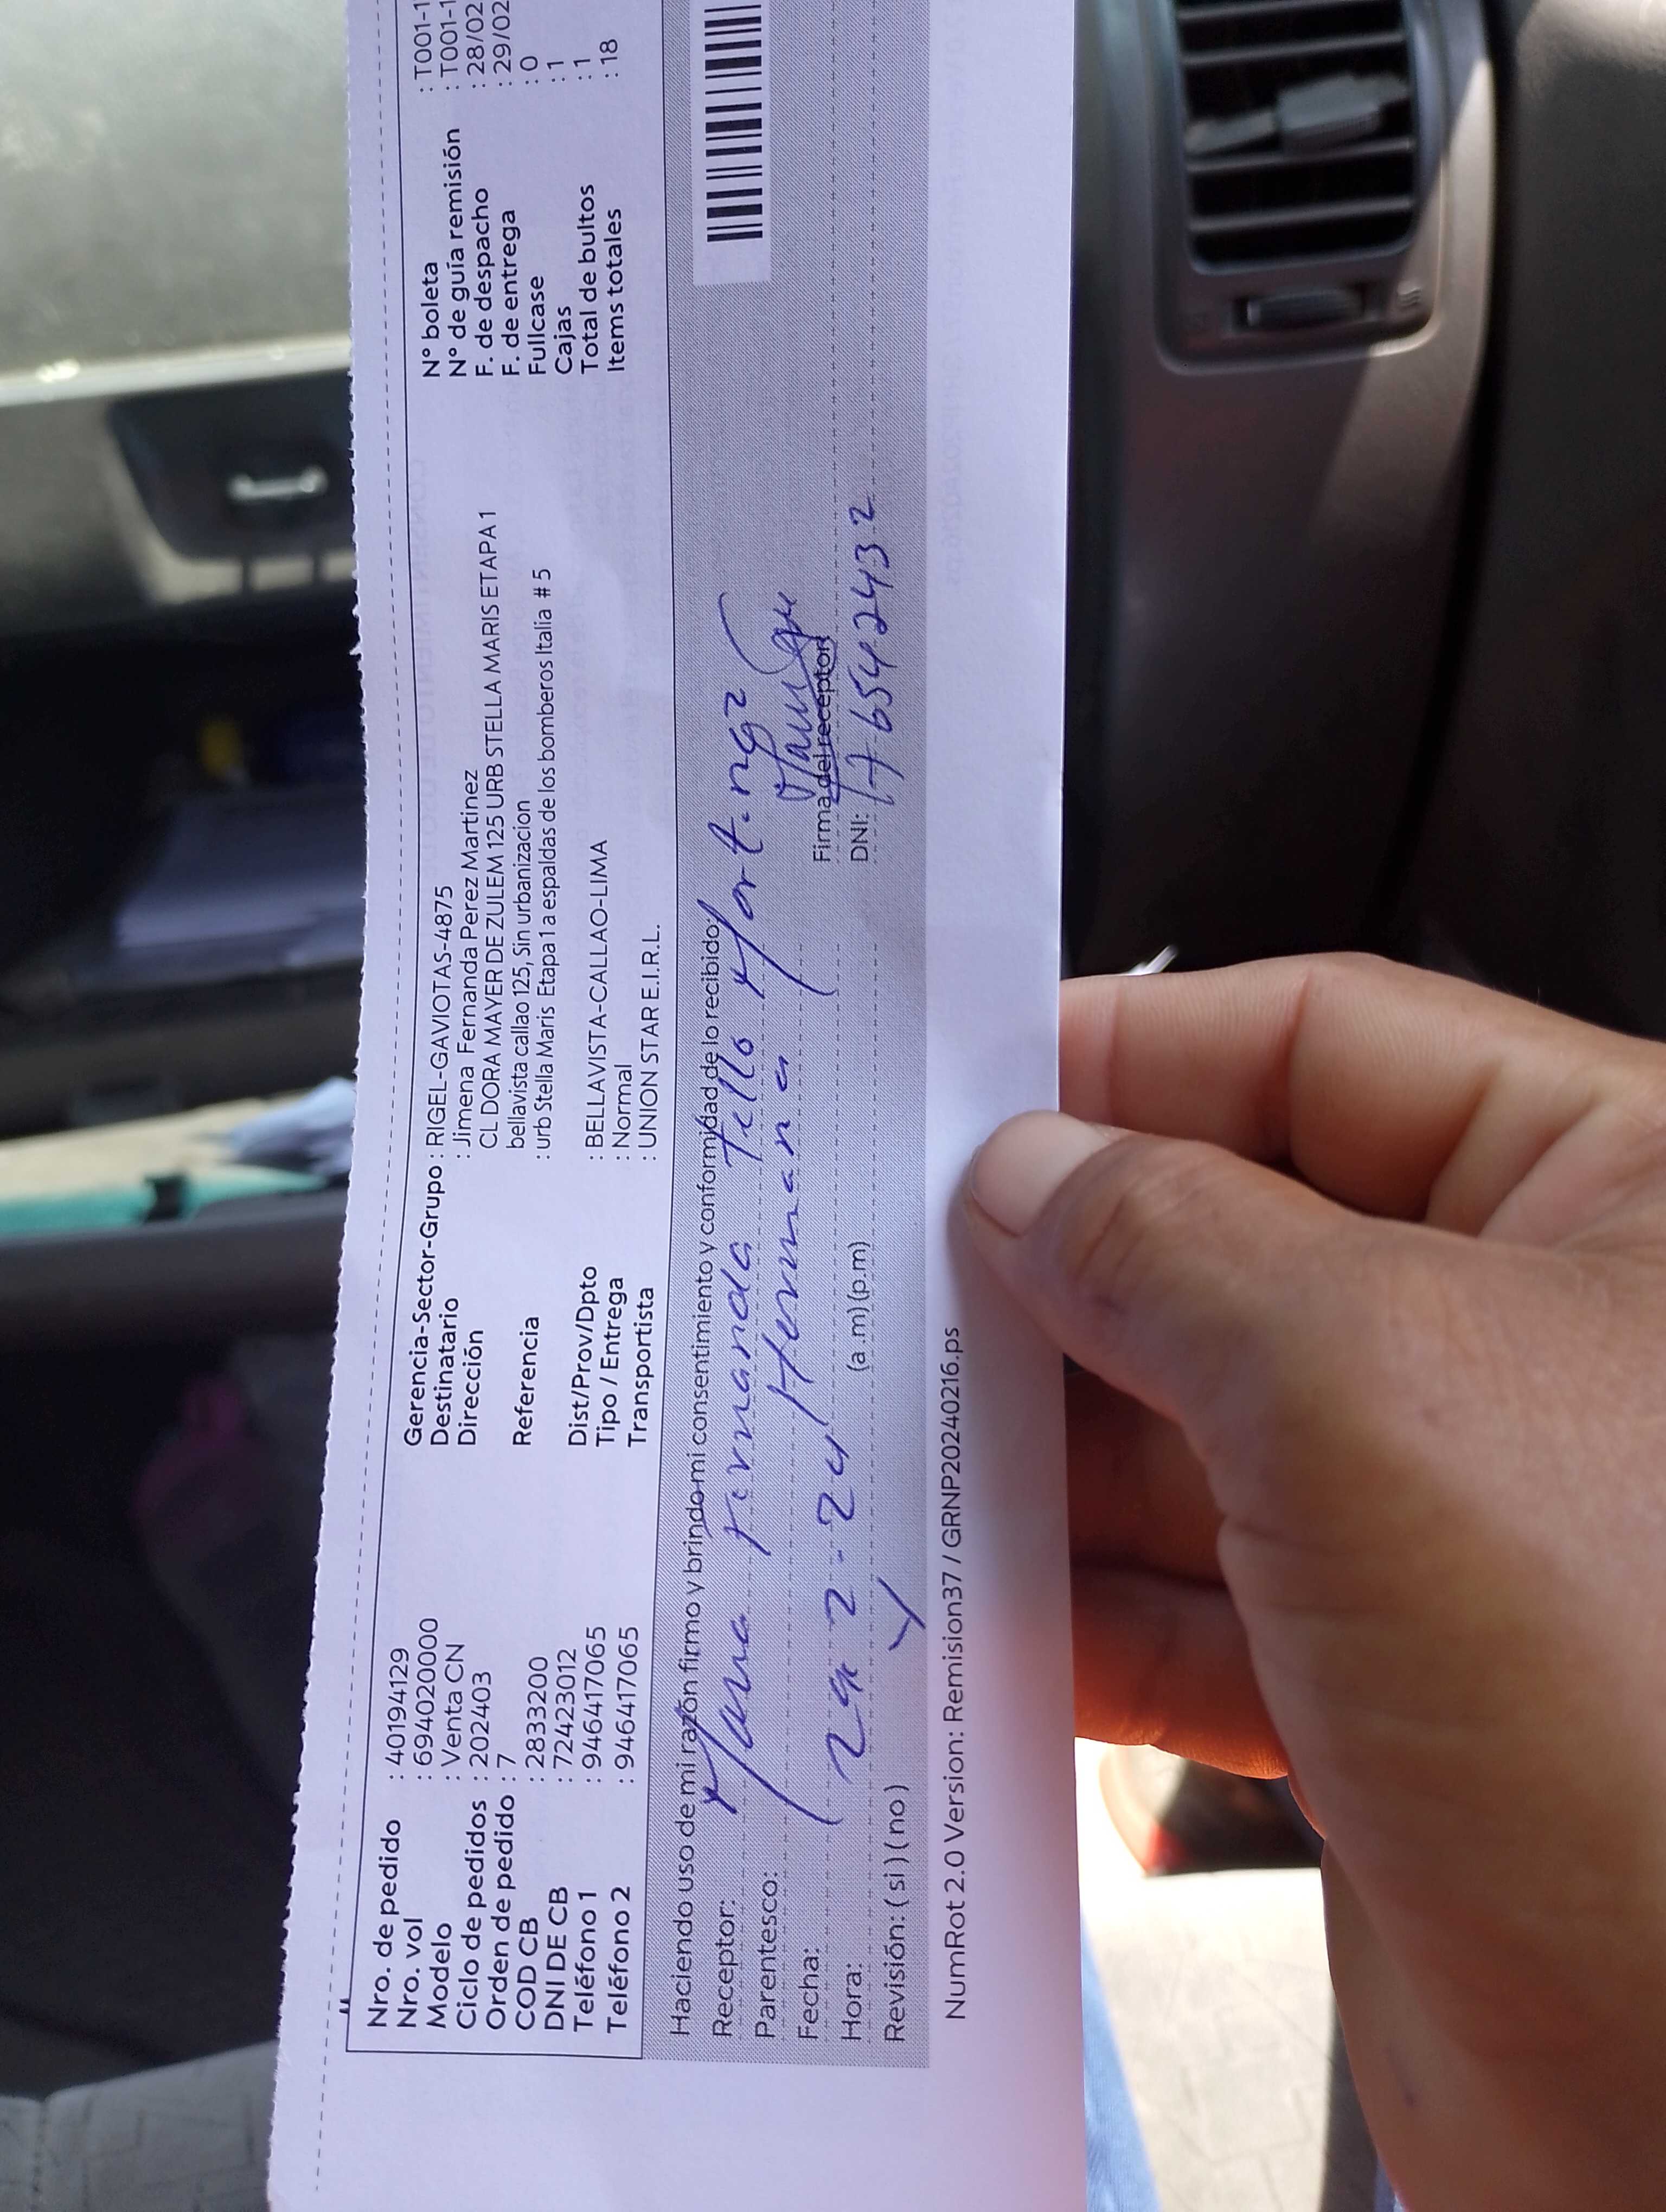 Nro. de pedido : 40194129
Nro. vol : 694020000
Modelo : Venta CN
Ciclo de pedidos : 202403
Orden de pedido : 7
COD CB : 2833200
DNI DE CB : 72423012
Teléfono 1 : 946417065
Teléfono 2 : 946417065
Gerencia-Sector-Grupo : RIGEL-GAVIOTAS-4875
Destinatario : Jimena Fernanda Perez Martinez
Dirección CL DORA MAYER DE ZULEM 125 URB STELLA MARIS ETAPA 1
bellavista callao 125, Sin urbanizacion
Referencia : urb Stella Maris Etapa 1 a espaldas de los bomberos Italia # 5
Dist/Prov/Dpto : BELLAVISTA-CALLAO-LIMA
Tipo / Entrega : Normal
Transportista : UNION STAR E.I.R.L.
N° boleta : T001-1
N° de guía remisión : T001-1
F. de despacho : 28/02
F. de entrega : 29/02
Fullcase : 0
Cajas : 1
Total de bultos : 1
Items totales : 18
Haciendo uso de mi razón firmo y brindo mi consentimiento y conformidad de lo recibido:
Receptor: Fernanda Tello
Parentesco: Hermana
Firma del receptor
Fecha: 29 2 - 24
DNI: 176542432
Hora: (a .m) (p.m)
Revisión: ( si ) ( no )
NumRot 2.0 Version: Remision37 / GRNP20240216.ps